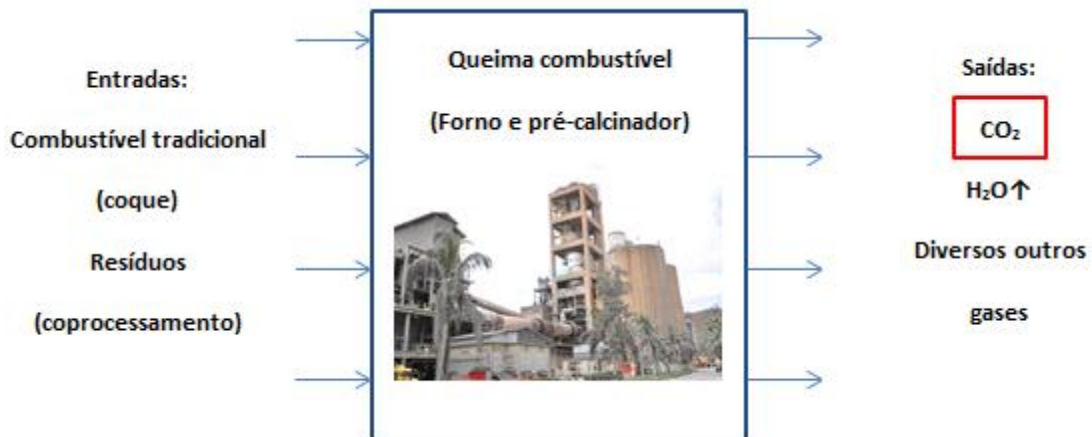 Entradas:
Combustível tradicional
(coque)
Resíduos
(coprocessamento)
Queima combustível
(Forno e pré-calcinador)
Saídas:
CO₂
H₂O↑
Diversos outros
gases